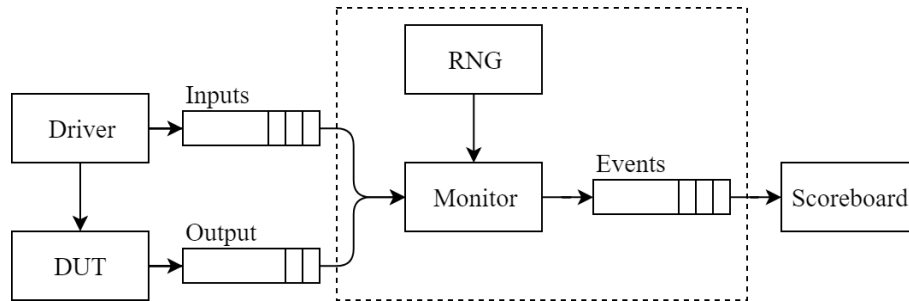 RNG
Inputs
Driver
Events
Monitor
Scoreboard
Output
DUT